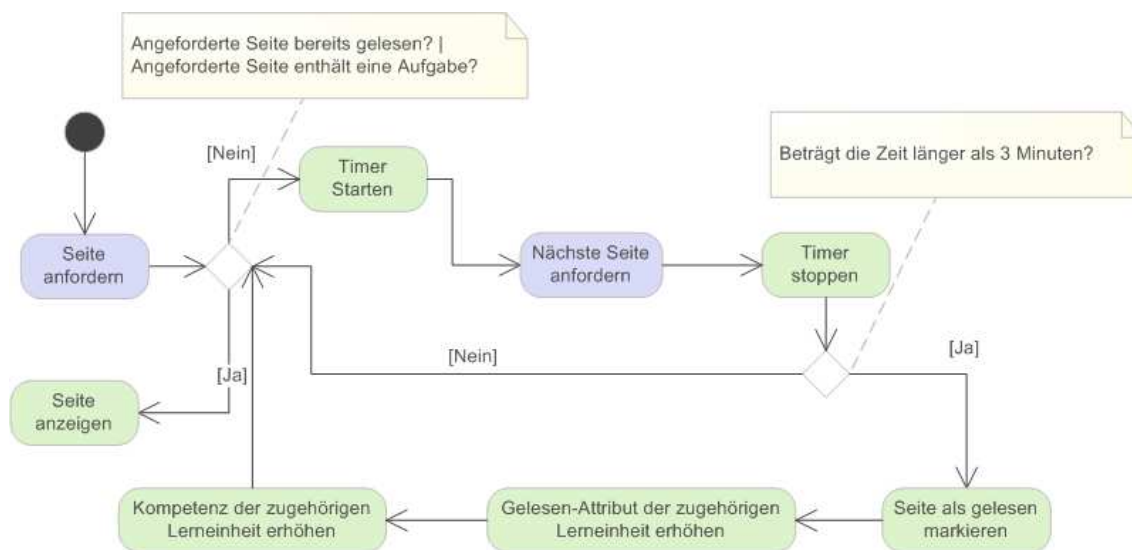 Angeforderte Seite bereits gelesen? |
Angeforderte Seite enthält eine Aufgabe?
[Nein]
Timer
Starten
Beträgt die Zeit länger als 3 Minuten?
Seite
anfordern
Nächste Seite
anfordern
Timer
stoppen
[Nein]
[Ja]
[Ja]
Seite
anzeigen
Kompetenz der zugehörigen
Lerneinheit erhöhen
Gelesen-Attribut der zugehörigen
Lerneinheit erhöhen
Seite als gelesen
markieren